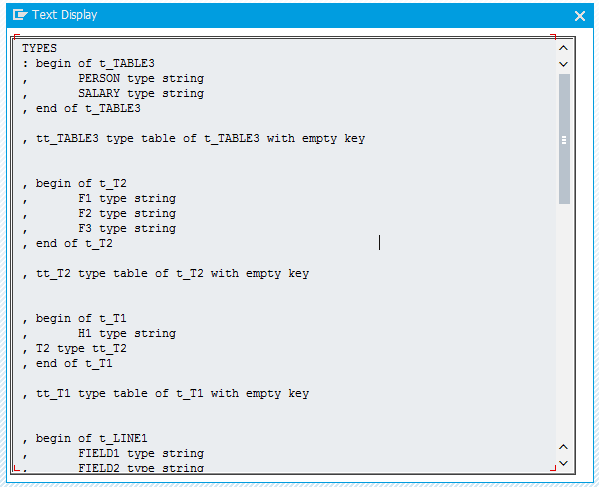 Text Display
TYPES
: begin of t_TABLE3
,       PERSON type string
,       SALARY type string
, end of t_TABLE3
, tt_TABLE3 type table of t_TABLE3 with empty key
, begin of t_T2
,       F1 type string
,       F2 type string
,       F3 type string
, end of t_T2
, tt_T2 type table of t_T2 with empty key
, begin of t_T1
,       H1 type string
, T2 type tt_T2
, end of t_T1
, tt_T1 type table of t_T1 with empty key
, begin of t_LINE1
,       FIELD1 type string
,       FIELD2 type string